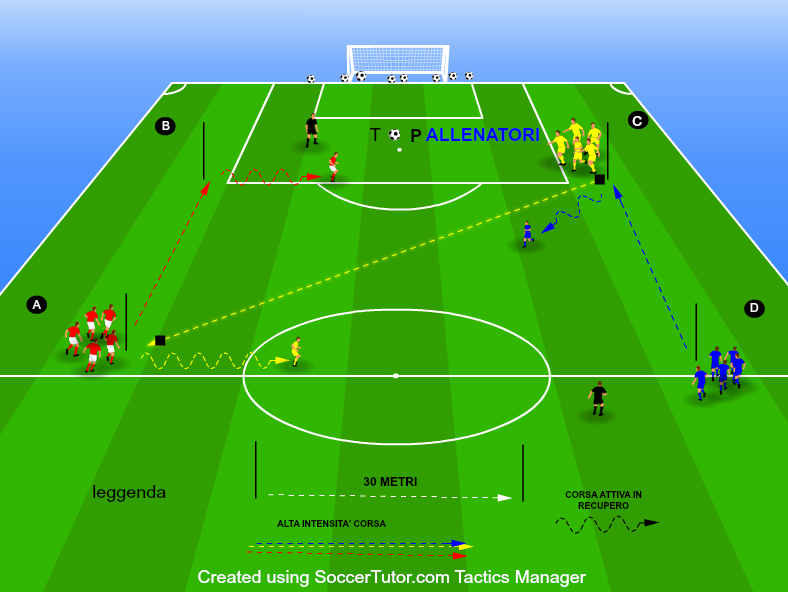 B
C
T P ALLENATORI
A
D
30 METRI
leggenda
CORSA ATTIVA IN
RECUPERO
ALTA INTENSITA' CORSA
Created using SoccerTutor.com Tactics Manager